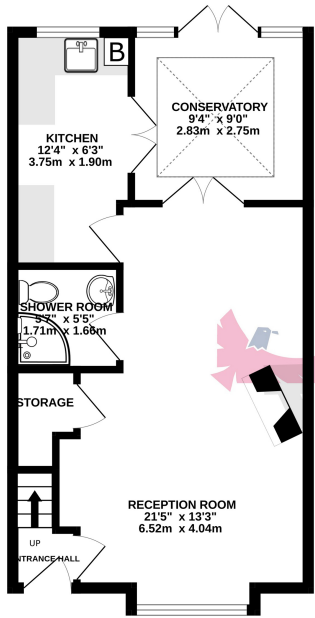 B
CONSERVATORY
9'4" x 9'0"
2.83m x 2.75m
KITCHEN
12'4" x 6'3"
3.75m x 1.90m
SHOWER ROOM
5'7" x 5'5"
1.71m x 1.66m
STORAGE
RECEPTION ROOM
21'5" x 13'3"
6.52m x 4.04m
UP
ENTRANCE HALL